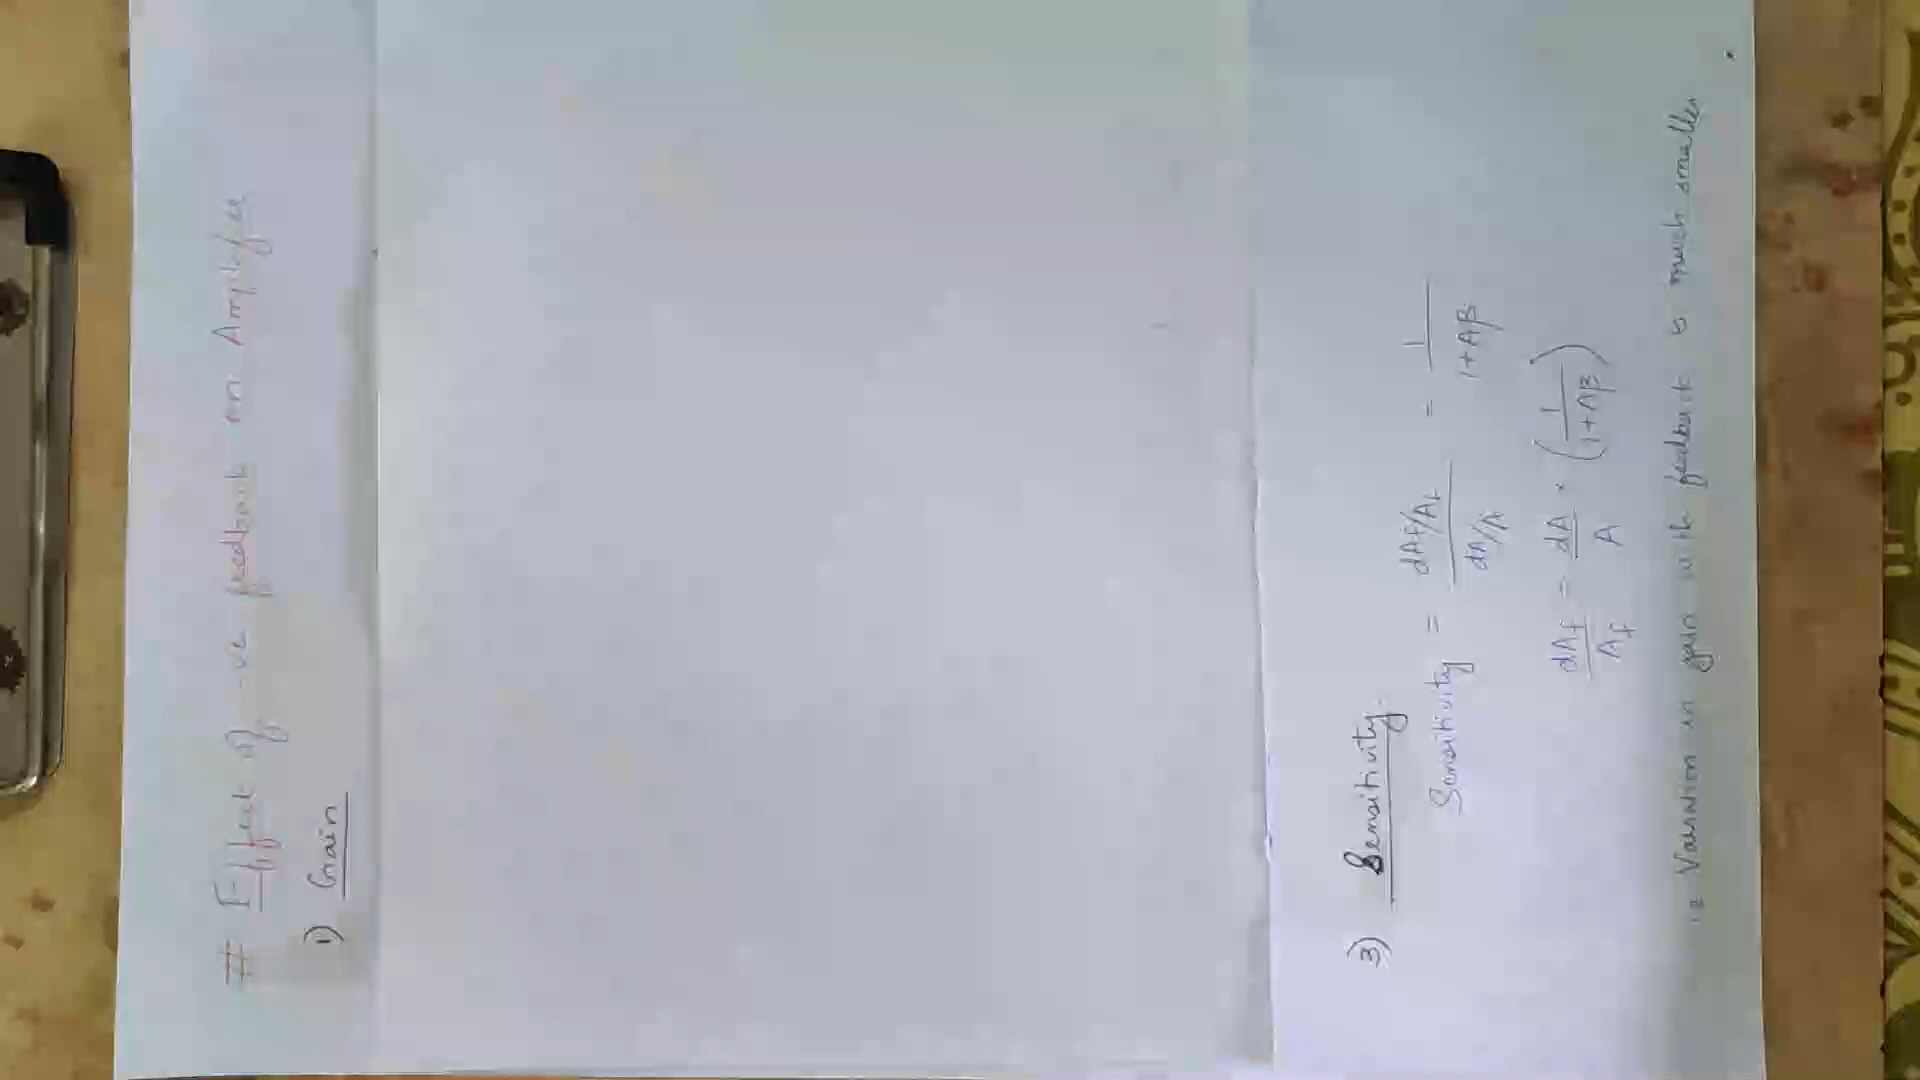 # Effect of -ve feedback on Amplifier
1) Gain
3) Sensitivity.
Sensitivity = dAf/Af / dA/A = 1 / 1+Aβ
dAf / Af = dA / A . (1 / 1+Aβ)
ie Variation in gain with feedback is much smaller